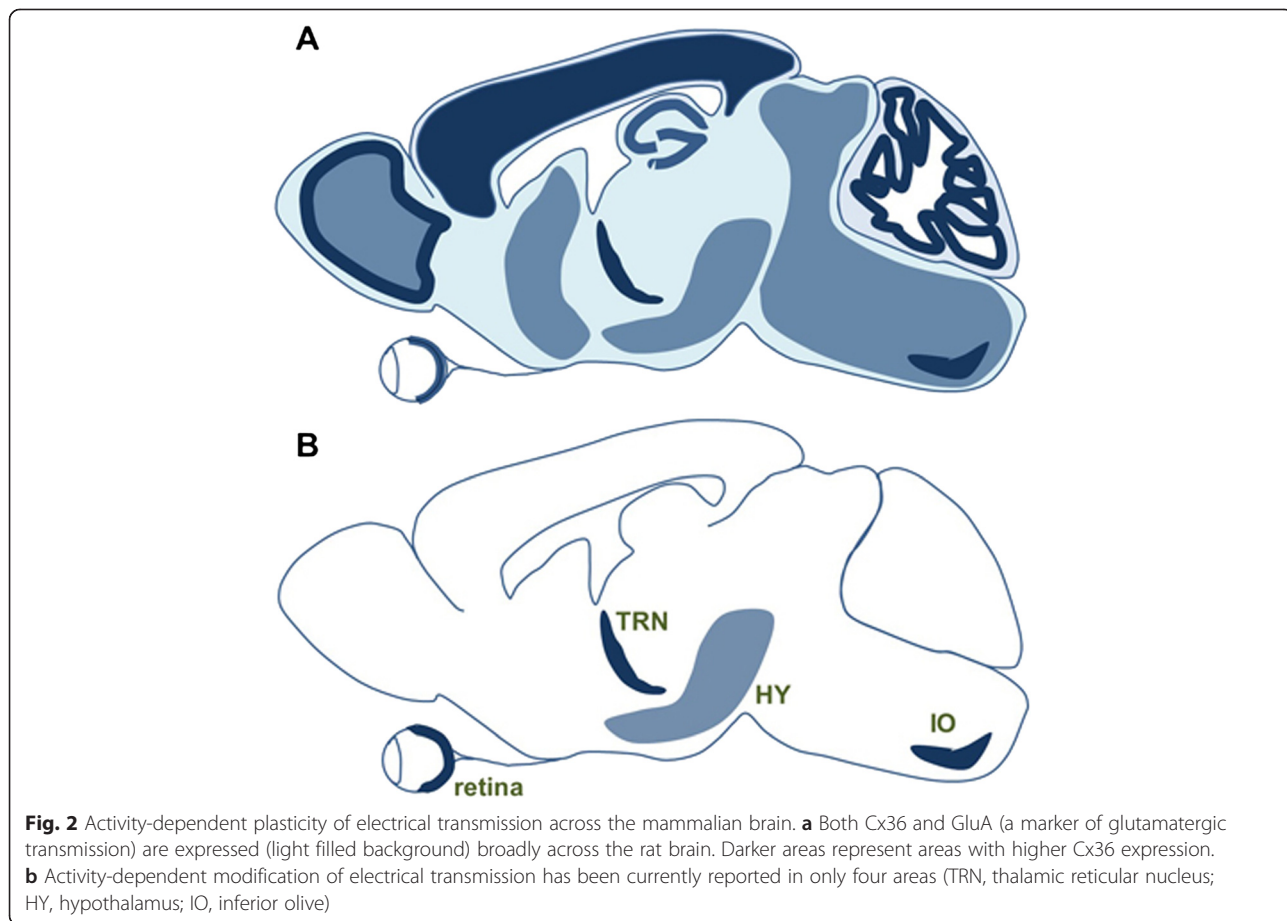 A
B
TRN
HY
IO
retina
Fig. 2 Activity-dependent plasticity of electrical transmission across the mammalian brain. a Both Cx36 and GluA (a marker of glutamatergic
transmission) are expressed (light filled background) broadly across the rat brain. Darker areas represent areas with higher Cx36 expression.
b Activity-dependent modification of electrical transmission has been currently reported in only four areas (TRN, thalamic reticular nucleus;
HY, hypothalamus; IO, inferior olive)